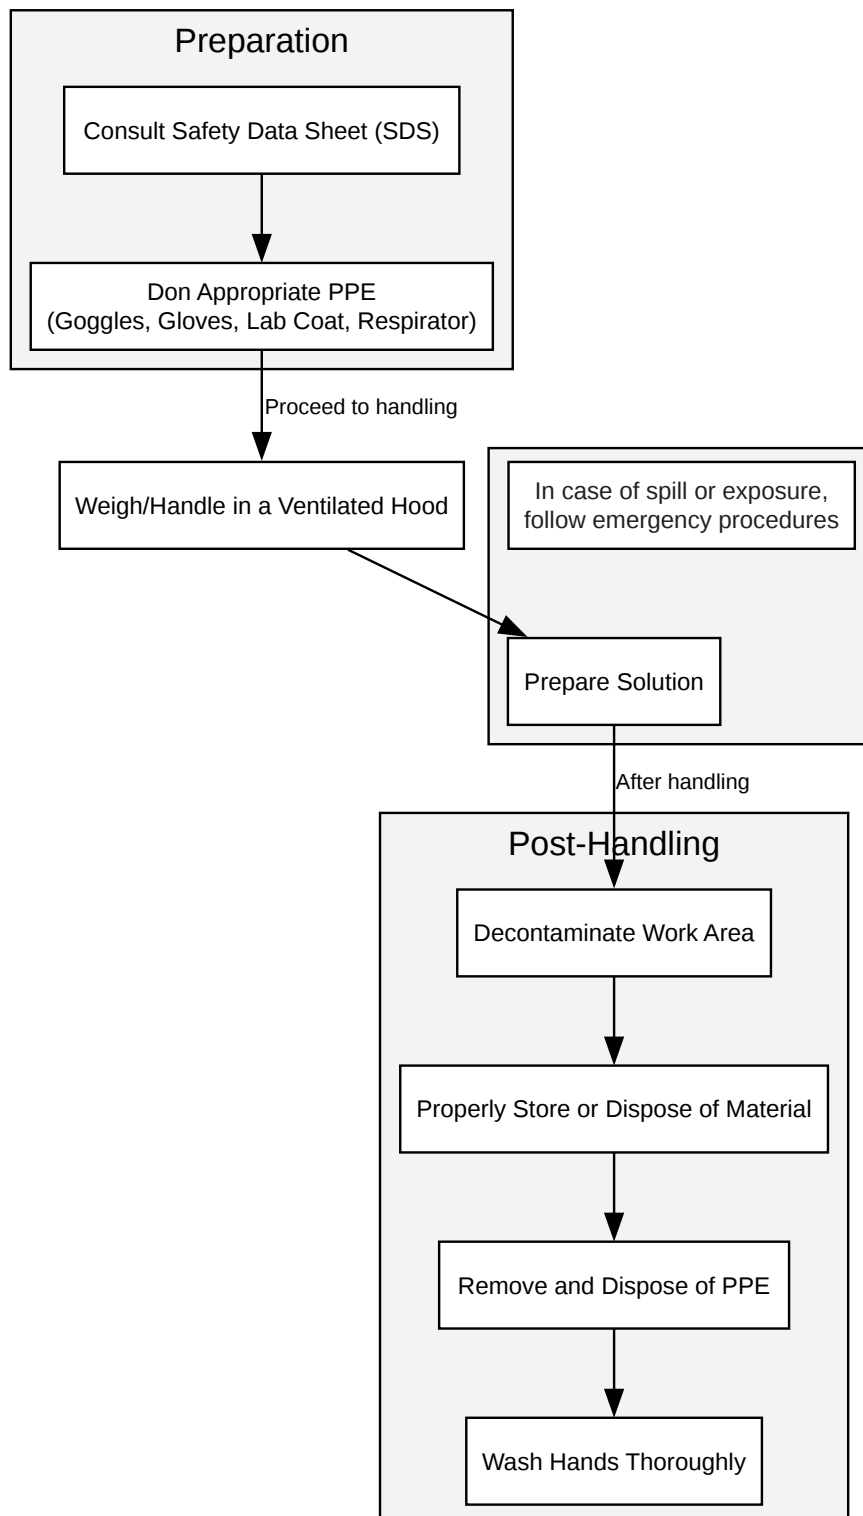 Preparation
Consult Safety Data Sheet (SDS)
Don Appropriate PPE
(Goggles, Gloves, Lab Coat, Respirator)
Proceed to handling
Weigh/Handle in a Ventilated Hood
In case of spill or exposure,
follow emergency procedures
Prepare Solution
After handling
Post-Handling
Decontaminate Work Area
Properly Store or Dispose of Material
Remove and Dispose of PPE
Wash Hands Thoroughly